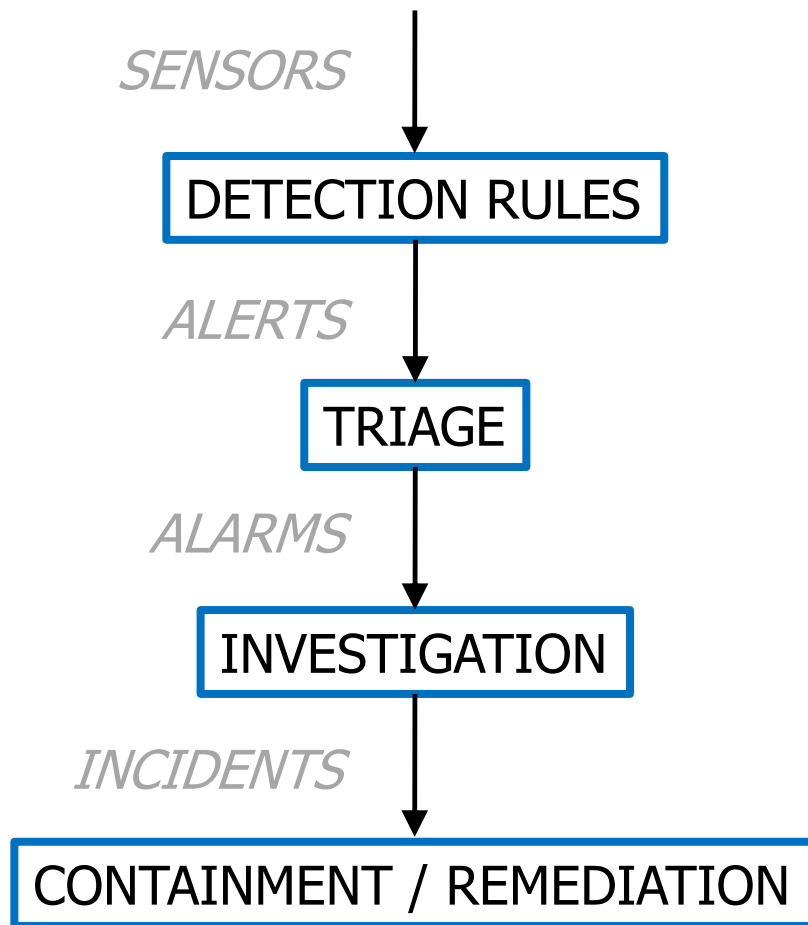 SENSORS
DETECTION RULES
ALERTS
TRIAGE
ALARMS
INVESTIGATION
INCIDENTS
CONTAINMENT / REMEDIATION